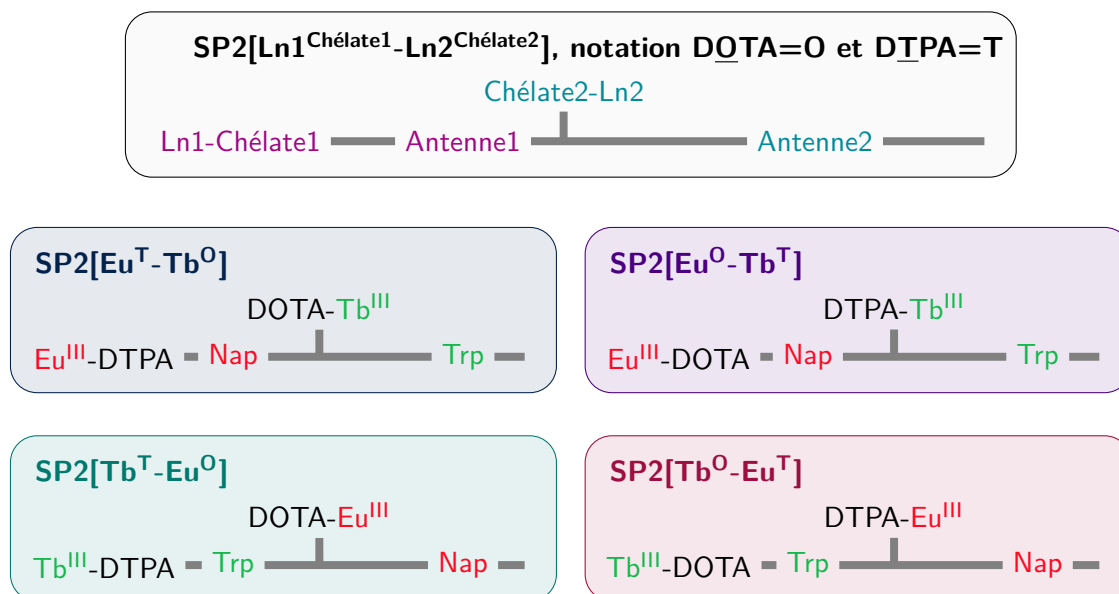 SP2[Ln1^Chélate1-Ln2^Chélate2], notation DOTA=O et DTPA=T
Chélate2-Ln2
Ln1-Chélate1 Antenne1 Antenne2
SP2[Eu^T-Tb^O]
DOTA-Tb^III
Eu^III-DTPA Nap Trp
SP2[Eu^O-Tb^T]
DTPA-Tb^III
Eu^III-DOTA Nap Trp
SP2[Tb^T-Eu^O]
DOTA-Eu^III
Tb^III-DTPA Trp Nap
SP2[Tb^O-Eu^T]
DTPA-Eu^III
Tb^III-DOTA Trp Nap